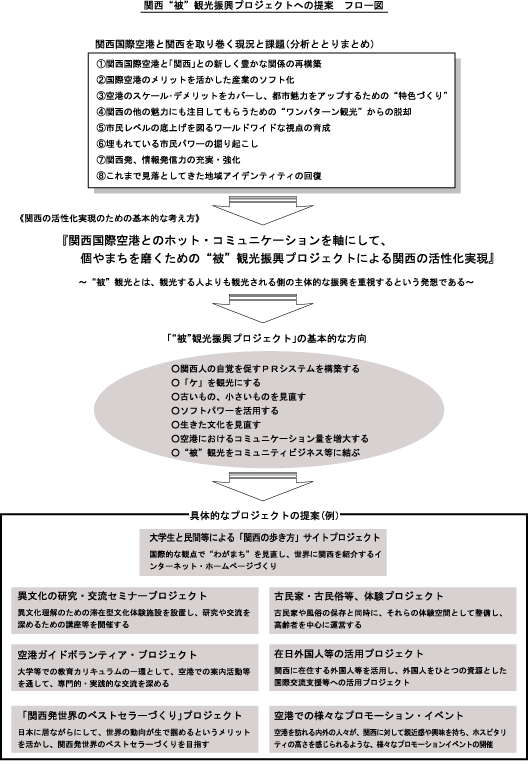 関西“被”観光振興プロジェクトへの提案　フロー図
関西国際空港と関西を取り巻く現況と課題(分析ととりまとめ)
①関西国際空港と｢関西｣との新しく豊かな関係の再構築
②国際空港のメリットを活かした産業のソフト化
③空港のスケール･デメリットをカバーし、都市魅力をアップするための“特色づくり”
④関西の他の魅力にも注目してもらうための“ワンパターン観光”からの脱却
⑤市民レベルの底上げを図るワールドワイドな視点の育成
⑥埋もれている市民パワーの掘り起こし
⑦関西発、情報発信力の充実・強化
⑧これまで見落としてきた地域アイデンティティの回復
《関西の活性化実現のための基本的な考え方》
『関西国際空港とのホット・コミュニケーションを軸にして、
個やまちを磨くための“被”観光振興プロジェクトによる関西の活性化実現』
～“被”観光とは、観光する人よりも観光される側の主体的な振興を重視するという発想である～
｢“被”観光振興プロジェクト｣の基本的な方向
○関西人の自覚を促すＰＲシステムを構築する
○「ケ」を観光にする
○古いもの、小さいものを見直す
○ソフトパワーを活用する
○生きた文化を見直す
○空港におけるコミュニケーション量を増大する
○“被”観光をコミュニティビジネス等に結ぶ
具体的なプロジェクトの提案(例)
大学生と民間等による「関西の歩き方」サイトプロジェクト
国際的な観点で“わがまち”を見直し、世界に関西を紹介するイ
ンターネット・ホームページづくり
異文化の研究・交流セミナープロジェクト
異文化理解のための滞在型文化体験施設を設置し、研究や交流を
深めるための講座等を開催する
古民家・古民俗等、体験プロジェクト
古民家や風俗の保存と同時に、それらの体験空間として整備し、
高齢者を中心に運営する
空港ガイドボランティア・プロジェクト
大学等での教育カリキュラムの一環として、空港での案内活動等
を通して、専門的・実践的な交流を深める
在日外国人等の活用プロジェクト
関西に在住する外国人等を活用し、外国人をひとつの資源とした
国際交流支援等への活用プロジェクト
「関西発世界のベストセラーづくり」プロジェクト
日本に居ながらにして、世界の動向が生で掴めるというメリット
を活かし、関西発世界のベストセラーづくりを目指す
空港での様々なプロモーション・イベント
空港を訪れる内外の人々が、関西に対して親近感や興味を持ち、ホスピタリ
ティの高さを感じられるような、様々なプロモーションイベントの開催